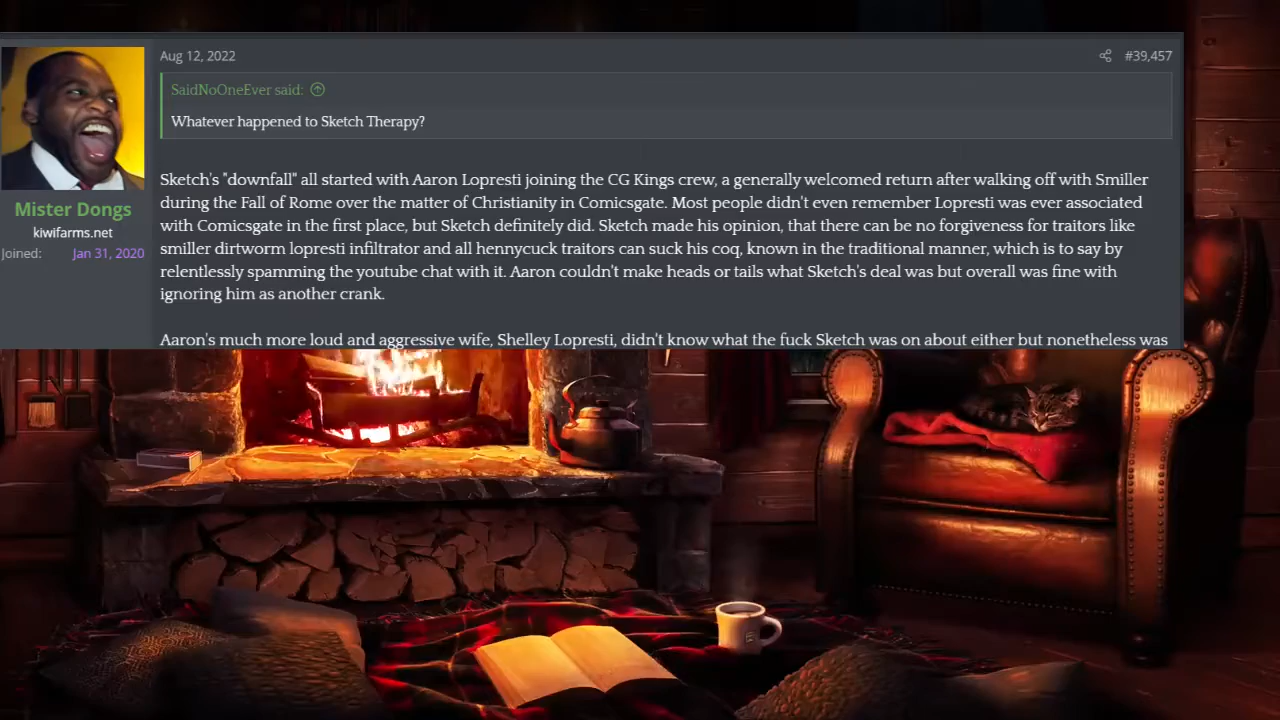 Aug 12, 2022
#39,457
SaidNoOneEver said:
Whatever happened to Sketch Therapy?
Mister Dongs
kiwifarms.net
Joined: Jan 31, 2020
Sketch's "downfall" all started with Aaron Lopresti joining the CG Kings crew, a generally welcomed return after walking off with Smiller
during the Fall of Rome over the matter of Christianity in Comicsgate. Most people didn't even remember Lopresti was ever associated
with Comicsgate in the first place, but Sketch definitely did. Sketch made his opinion, that there can be no forgiveness for traitors like
smiller dirtworm lopresti infiltrator and all hennycuck traitors can suck his coq, known in the traditional manner, which is to say by
relentlessly spamming the youtube chat with it. Aaron couldn't make heads or tails what Sketch's deal was but overall was fine with
ignoring him as another crank.
Aaron's much more loud and aggressive wife, Shelley Lopresti, didn't know what the fuck Sketch was on about either but nonetheless was